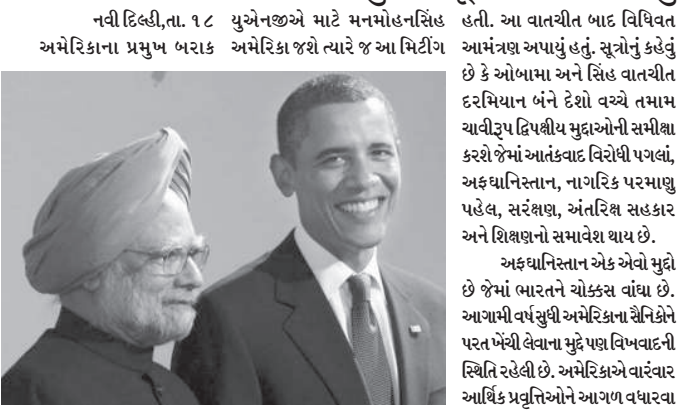 નવી દિલ્હી,તા. ૧૮
અમેરિકાના પ્રમુખ બરાક
યુએનજીએ માટે મનમોહનસિંહ
અમેરિકા જશે ત્યારે જ આ મિટીંગ
હતી. આ વાતચીત બાદ વિધિવત
આમંત્રણ અપાયું હતું. સૂત્રોનું કહેવું
છે કે ઓબામા અને સિંહ વાતચીત
દરમિયાન બંને દેશો વચ્ચે તમામ
ચાવીરૂપ દ્વિપક્ષીય મુદ્દાઓની સમીક્ષા
કરશે જેમાં આતંકવાદ વિરોધી પગલાં,
અફઘાનિસ્તાન, નાગરિક પરમાણુ
પહેલ, સરંક્ષણ, અંતરિક્ષ સહકાર
અને શિક્ષણનો સમાવેશ થાય છે.
અફઘાનિસ્તાન એક એવો મુદ્દો
છે જેમાં ભારતને ચોક્કસ વાંધા છે.
આગામી વર્ષ સુધી અમેરિકાના સૈનિકોને
પરત ખેંચી લેવાના મુદ્દે પણ વિખવાદની
સ્થિતિ રહેલી છે. અમેરિકાએ વારંવાર
આર્થિક પ્રવૃત્તિઓને આગળ વધારવા